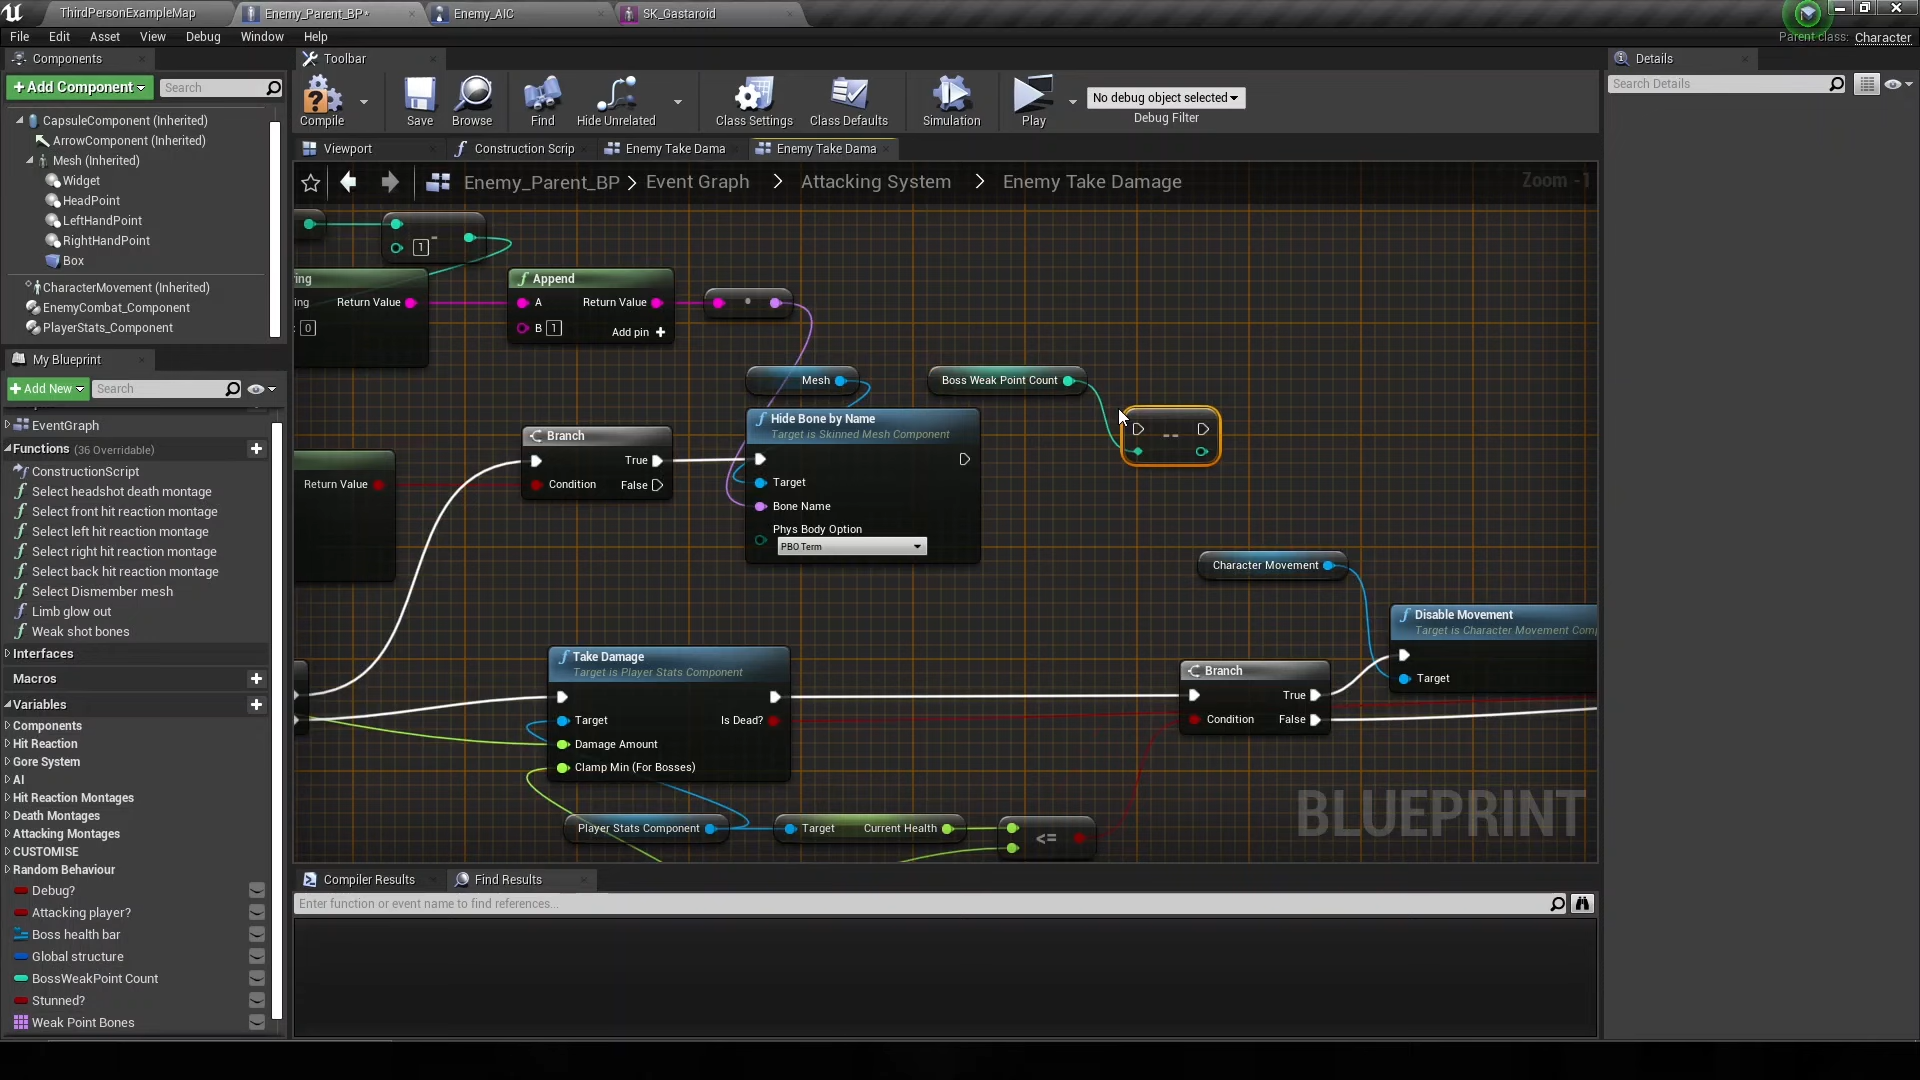 ThirdPersonExampleMap
Enemy_Parent_BP*
Enemy_AIC
SK_Gastaroid
File
Edit
Asset
View
Debug
Window
Help
Parent class: Character
Components
+Add Component
Search
CapsuleComponent (Inherited)
ArrowComponent (Inherited)
Mesh (Inherited)
Widget
HeadPoint
LeftHandPoint
RightHandPoint
Box
CharacterMovement (Inherited)
EnemyCombat_Component
PlayerStats_Component
My Blueprint
+Add New
Search
EventGraph
Functions (36 Overridable)
ConstructionScript
Select headshot death montage
Select front hit reaction montage
Select left hit reaction montage
Select right hit reaction montage
Select back hit reaction montage
Select Dismember mesh
Limb glow out
Weak shot bones
Interfaces
Macros
Variables
Components
Hit Reaction
Gore System
AI
Hit Reaction Montages
Death Montages
Attacking Montages
CUSTOMISE
Random Behaviour
Debug?
Attacking player?
Boss health bar
Global structure
BossWeakPoint Count
Stunned?
Weak Point Bones
Toolbar
Compile
Save
Browse
Find
Hide Unrelated
Class Settings
Class Defaults
Simulation
Play
No debug object selected
Debug Filter
Viewport
Construction Scrip
Enemy Take Dama
Enemy Take Dama
Enemy_Parent_BP > Event Graph > Attacking System > Enemy Take Damage
Zoom -1
-
1
ing
ing
Return Value
0
Append
A
Return Value
B 1
Add pin +
Mesh
Boss Weak Point Count
Hide Bone by Name
Target is Skinned Mesh Component
Target
Bone Name
Phys Body Option
PBO Term
--
Branch
True
Condition
False
Return Value
Character Movement
Disable Movement
Target is Character Movement Comp
Target
Take Damage
Target is Player Stats Component
Target
Is Dead?
Damage Amount
Clamp Min (For Bosses)
Branch
True
Condition
False
Player Stats Component
Target
Current Health
<=
BLUEPRINT
Compiler Results
Find Results
Enter function or event name to find references...
Details
Search Details